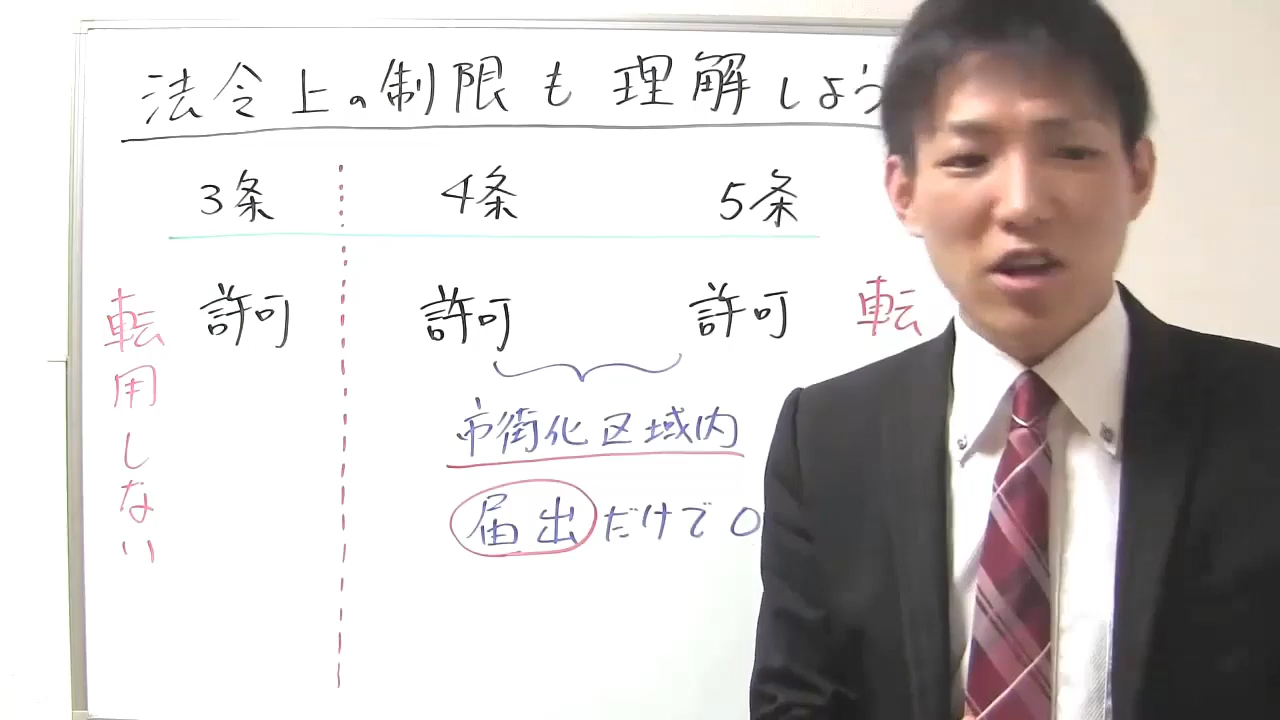 法令上の制限も理解しよう
3条 4条 5条
許可 許可 許可
転用しない
転
市街化区域内
届出だけで○